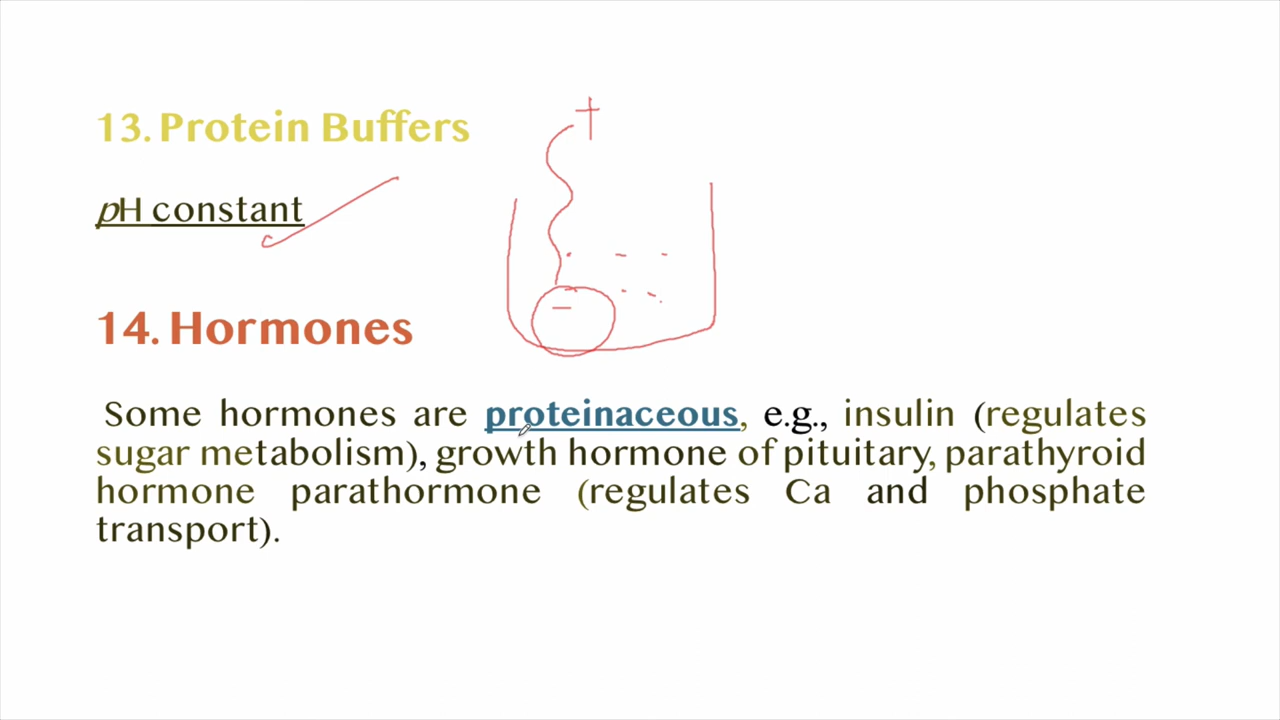 13. Protein Buffers
pH constant
14. Hormones
Some hormones are proteinaceous, e.g., insulin (regulates
sugar metabolism), growth hormone of pituitary, parathyroid
hormone parathormone (regulates Ca and phosphate
transport).